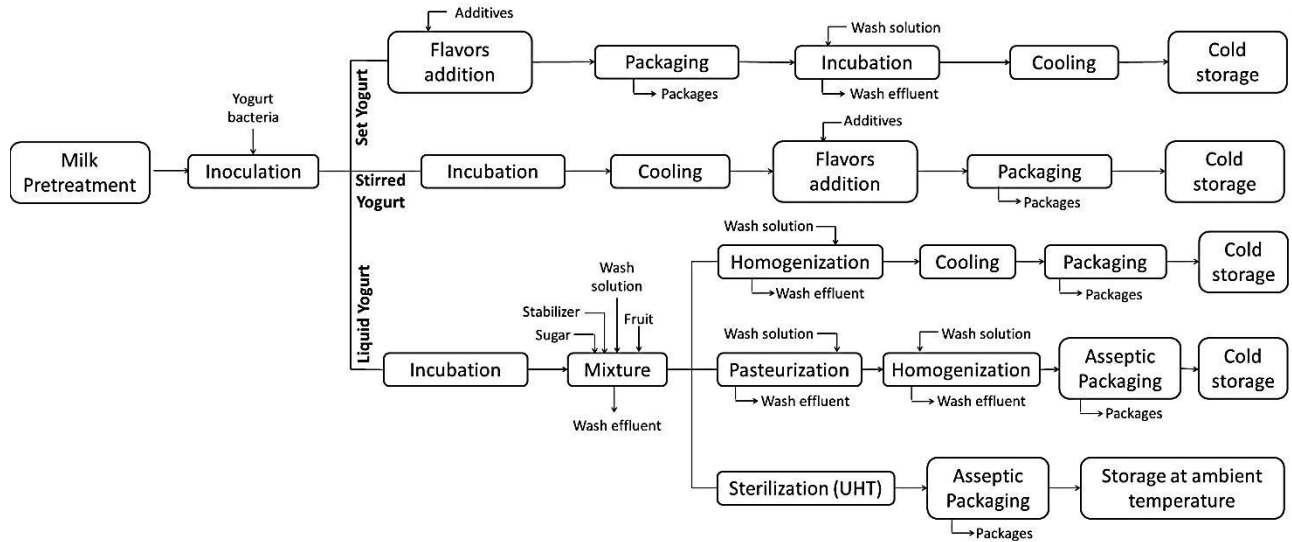 Additives
Flavors
addition
Packaging
Packages
Wash solution
Incubation
Wash effluent
Cooling
Cold
storage
Set Yogurt
Yogurt
bacteria
Milk
Pretreatment
Inoculation
Stirred
Yogurt
Incubation
Cooling
Additives
Flavors
addition
Packaging
Packages
Cold
storage
Liquid Yogurt
Incubation
Sugar
Stabilizer
Wash
solution
Fruit
Mixture
Wash effluent
Wash solution
Homogenization
Wash effluent
Cooling
Packaging
Packages
Cold
storage
Wash solution
Pasteurization
Wash effluent
Wash solution
Homogenization
Wash effluent
Asseptic
Packaging
Packages
Cold
storage
Sterilization (UHT)
Asseptic
Packaging
Packages
Storage at ambient
temperature